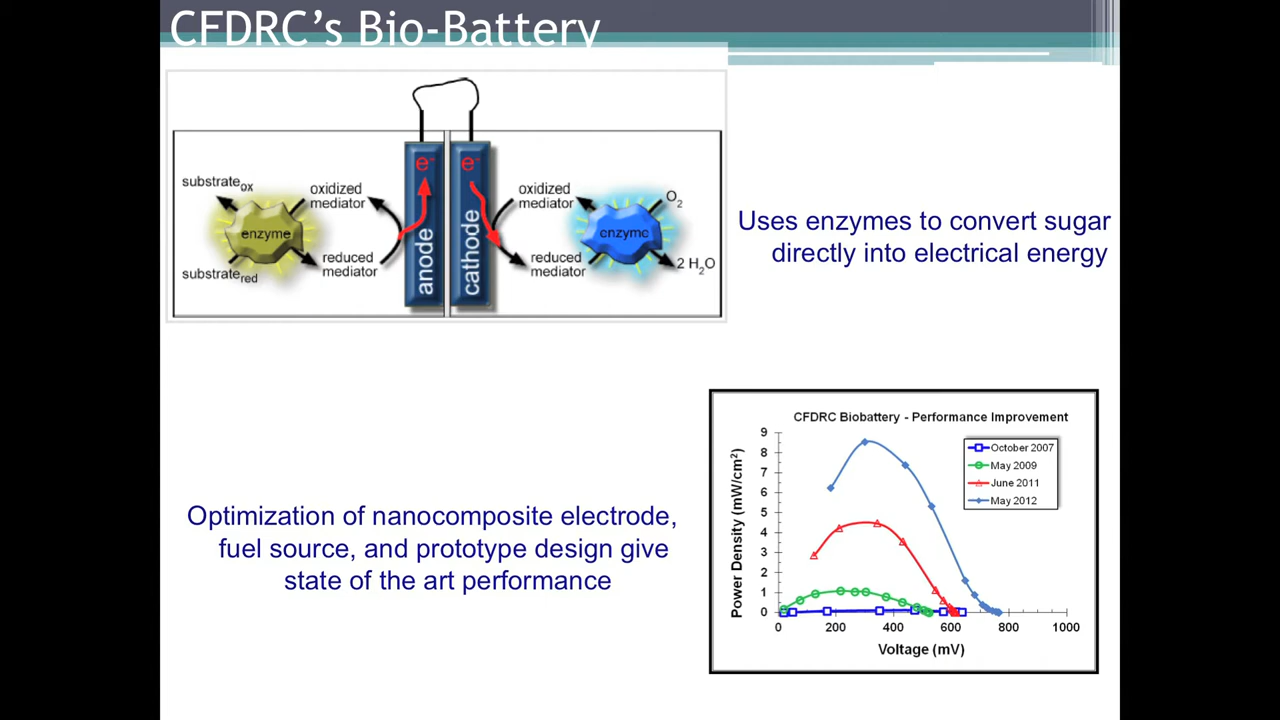 CFDRC's Bio-Battery
substrateox
oxidized
mediator
enzyme
substratered
reduced
mediator
e-
anode
e-
cathode
oxidized
mediator
O2
enzyme
reduced
mediator
2 H2O
Uses enzymes to convert sugar
directly into electrical energy
Optimization of nanocomposite electrode,
fuel source, and prototype design give
state of the art performance
CFDRC Biobattery - Performance Improvement
Power Density (mW/cm2)
9
8
7
6
5
4
3
2
1
0
October 2007
May 2009
June 2011
May 2012
0 200 400 600 800 1000
Voltage (mV)